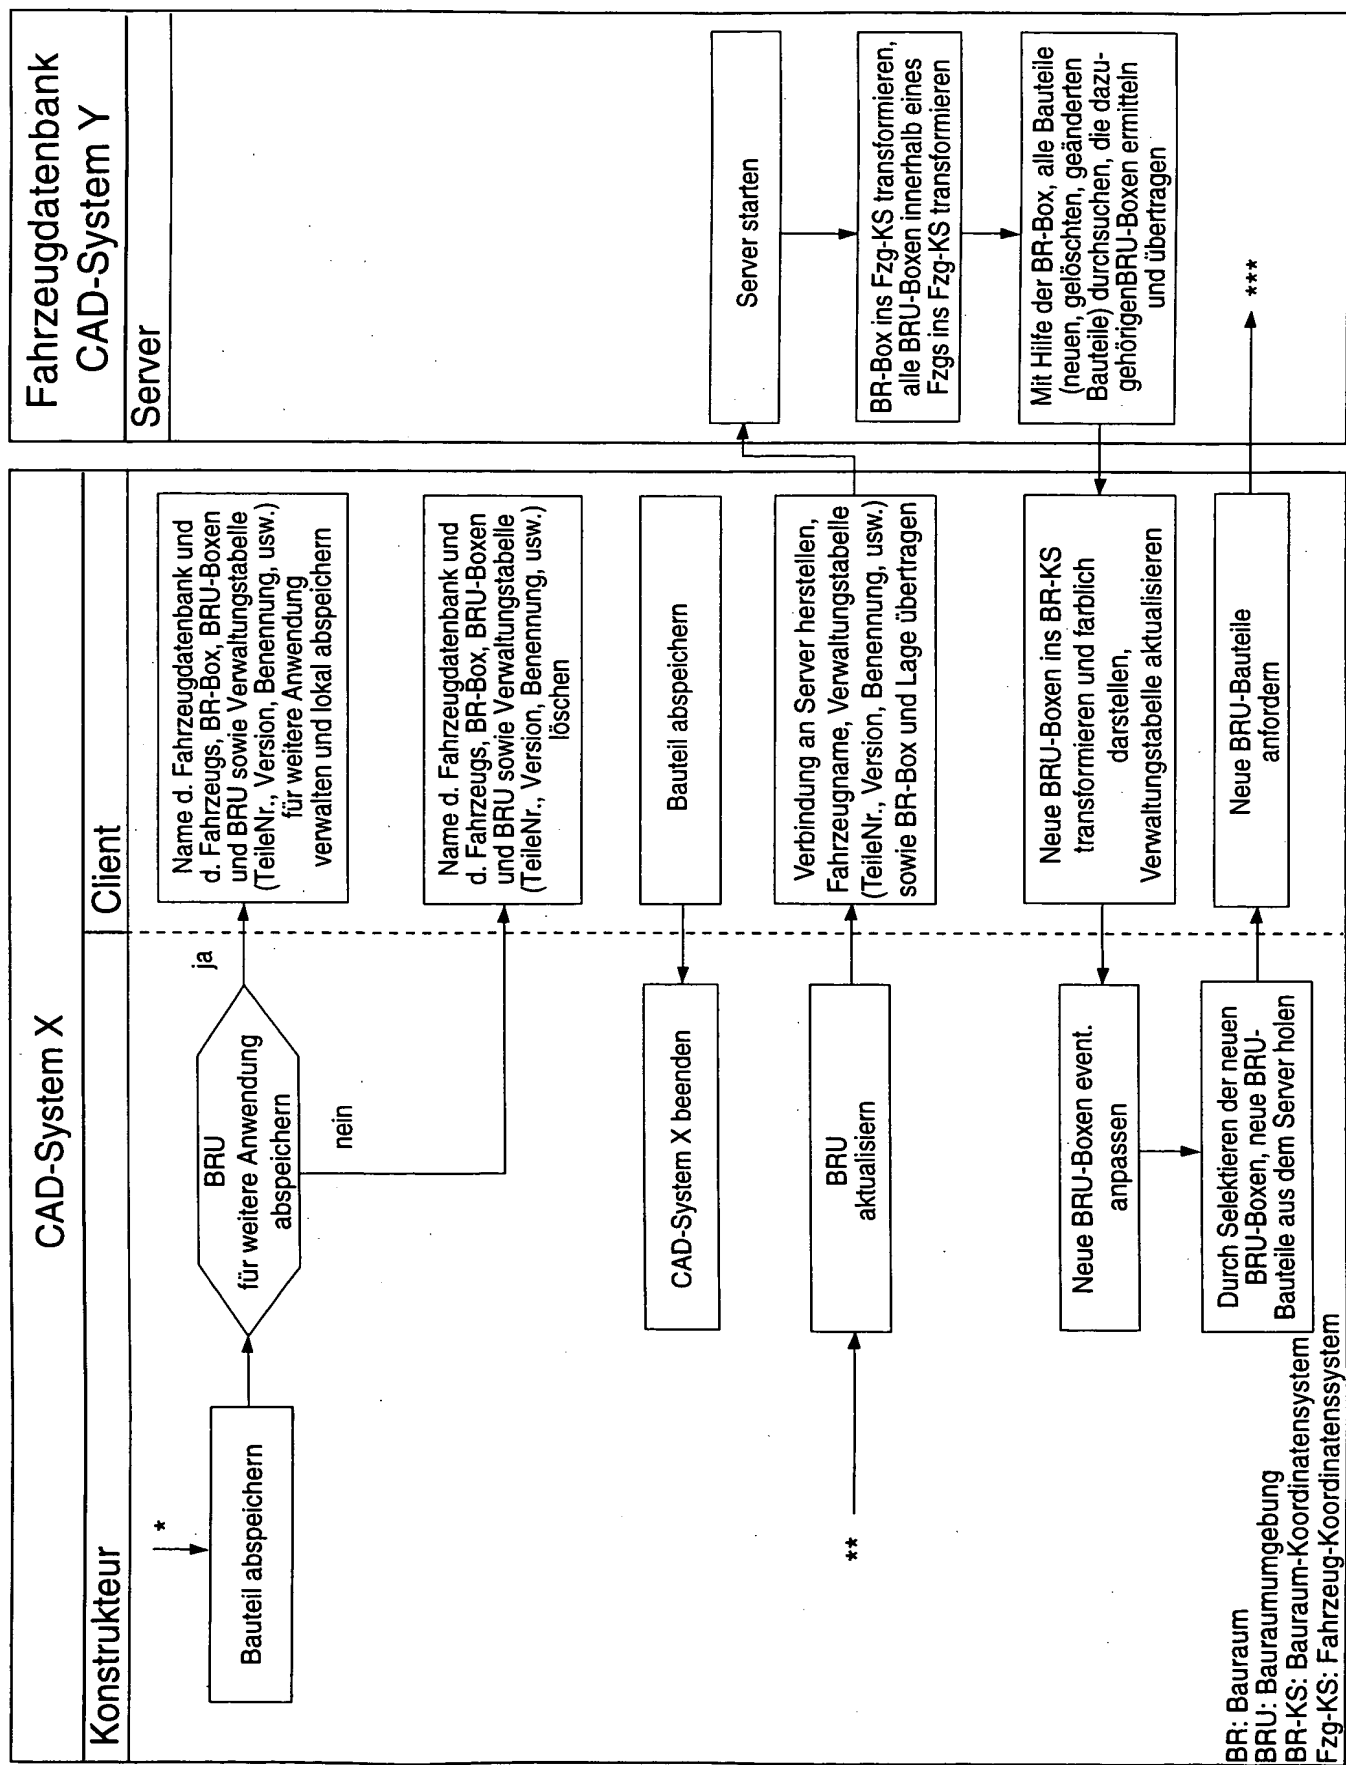 CAD-System X
Fahrzeugdatenbank
CAD-System Y
Konstrukteur
Client
Server
*
Bauteil abspeichern
BRU
für weitere Anwendung
abspeichern
ja
nein
Name d. Fahrzeugdatenbank und
d. Fahrzeugs, BR-Box, BRU-Boxen
und BRU sowie Verwaltungstabelle
(TeileNr., Version, Benennung, usw.)
für weitere Anwendung
verwalten und lokal abspeichern
Name d. Fahrzeugdatenbank und
d. Fahrzeugs, BR-Box, BRU-Boxen
und BRU sowie Verwaltungstabelle
(TeileNr., Version, Benennung, usw.)
löschen
Bauteil abspeichern
CAD-System X beenden
**
BRU
aktualisiern
Verbindung an Server herstellen,
Fahrzeugname, Verwaltungstabelle
(TeileNr., Version, Benennung, usw.)
sowie BR-Box und Lage übertragen
Server starten
BR-Box ins Fzg-KS transformieren,
alle BRU-Boxen innerhalb eines
Fzgs ins Fzg-KS transformieren
Mit Hilfe der BR-Box, alle Bauteile
(neuen, gelöschten, geänderten
Bauteile) durchsuchen, die dazu-
gehörigenBRU-Boxen ermitteln
und übertragen
Neue BRU-Boxen ins BR-KS
transformieren und farblich
darstellen,
Verwaltungstabelle aktualisieren
Neue BRU-Boxen event.
anpassen
Durch Selektieren der neuen
BRU-Boxen, neue BRU-
Bauteile aus dem Server holen
Neue BRU-Bauteile
anfordern
***
BR: Bauraum
BRU: Bauraumumgebung
BR-KS: Bauraum-Koordinatensystem
Fzg-KS: Fahrzeug-Koordinatenssystem